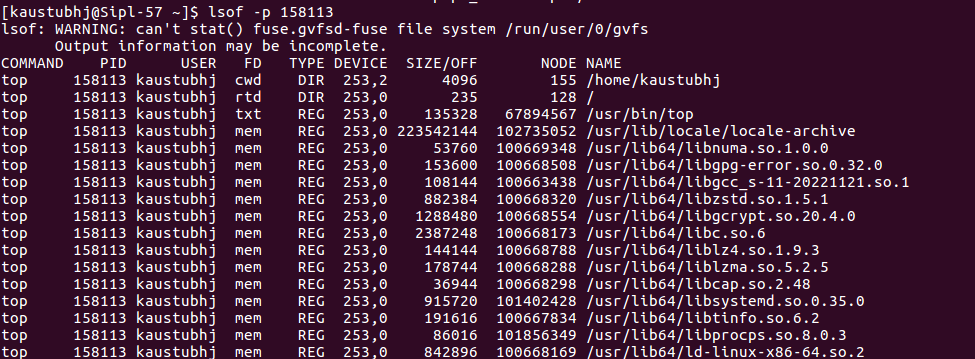 [kaustubhj@Sipl-57 ~]$ lsof -p 158113
lsof: WARNING: can't stat() fuse.gvfsd-fuse file system /run/user/0/gvfs
      Output information may be incomplete.
COMMAND    PID      USER   FD   TYPE DEVICE  SIZE/OFF      NODE NAME
top     158113 kaustubhj  cwd    DIR  253,2      4096       155 /home/kaustubhj
top     158113 kaustubhj  rtd    DIR  253,0       235       128 /
top     158113 kaustubhj  txt    REG  253,0    135328  67894567 /usr/bin/top
top     158113 kaustubhj  mem    REG  253,0 223542144 102735052 /usr/lib/locale/locale-archive
top     158113 kaustubhj  mem    REG  253,0     53760 100669348 /usr/lib64/libnuma.so.1.0.0
top     158113 kaustubhj  mem    REG  253,0    153600 100668508 /usr/lib64/libgpg-error.so.0.32.0
top     158113 kaustubhj  mem    REG  253,0    108144 100663438 /usr/lib64/libgcc_s-11-20221121.so.1
top     158113 kaustubhj  mem    REG  253,0    882384 100668320 /usr/lib64/libzstd.so.1.5.1
top     158113 kaustubhj  mem    REG  253,0   1288480 100668554 /usr/lib64/libgcrypt.so.20.4.0
top     158113 kaustubhj  mem    REG  253,0   2387248 100668173 /usr/lib64/libc.so.6
top     158113 kaustubhj  mem    REG  253,0    144144 100668788 /usr/lib64/liblz4.so.1.9.3
top     158113 kaustubhj  mem    REG  253,0    178744 100668288 /usr/lib64/liblzma.so.5.2.5
top     158113 kaustubhj  mem    REG  253,0     36944 100668298 /usr/lib64/libcap.so.2.48
top     158113 kaustubhj  mem    REG  253,0    915720 101402428 /usr/lib64/libsystemd.so.0.35.0
top     158113 kaustubhj  mem    REG  253,0    191616 100667834 /usr/lib64/libtinfo.so.6.2
top     158113 kaustubhj  mem    REG  253,0     86016 101856349 /usr/lib64/libprocps.so.8.0.3
top     158113 kaustubhj  mem    REG  253,0    842896 100668169 /usr/lib64/ld-linux-x86-64.so.2